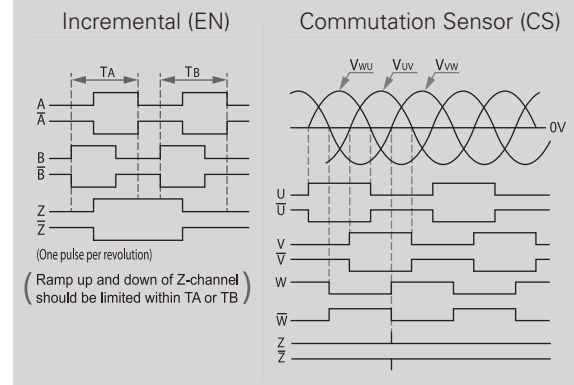 Incremental (EN)
TA
TB
A
A̅
B
B̅
Z
Z̅
(One pulse per revolution)
(Ramp up and down of Z-channel
should be limited within TA or TB)
Commutation Sensor (CS)
VWU
VUV
VVW
0V
U
U̅
V
V̅
W
W̅
Z
Z̅